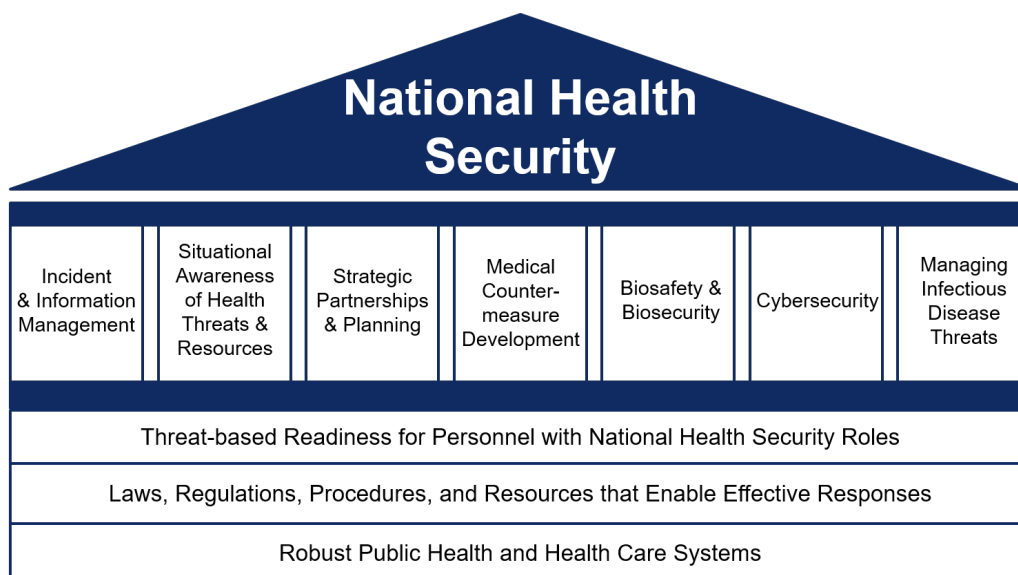 National Health
Security
Incident
& Information
Management
Situational
Awareness
of Health
Threats &
Resources
Strategic
Partnerships
& Planning
Medical
Counter-
measure
Development
Biosafety &
Biosecurity
Cybersecurity
Managing
Infectious
Disease
Threats
Threat-based Readiness for Personnel with National Health Security Roles
Laws, Regulations, Procedures, and Resources that Enable Effective Responses
Robust Public Health and Health Care Systems